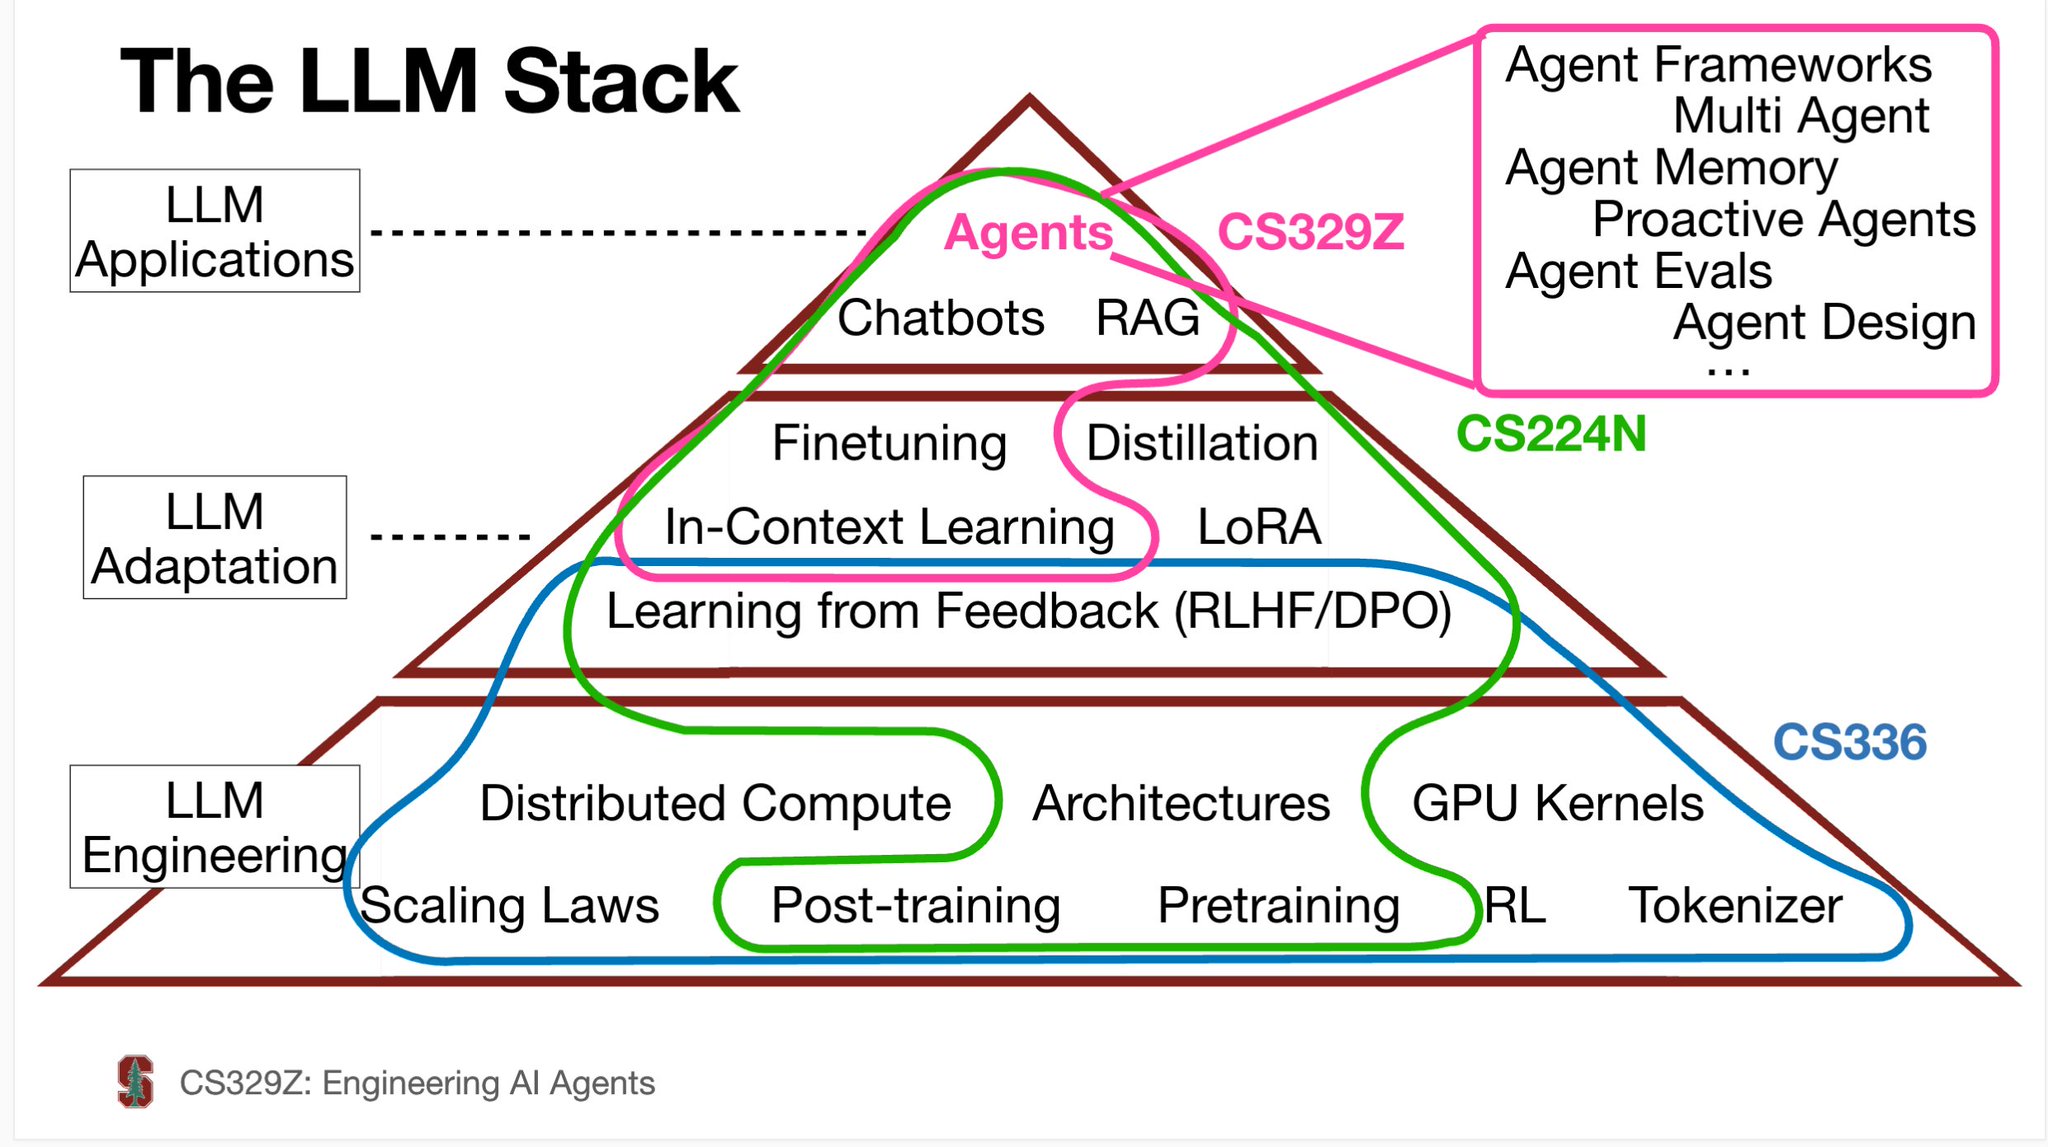 The LLM Stack
Agent Frameworks
Multi Agent
Agent Memory
Proactive Agents
Agent Evals
Agent Design
...
LLM
Applications
Agents
CS329Z
Chatbots RAG
CS224N
LLM
Adaptation
Finetuning Distillation
In-Context Learning LoRA
Learning from Feedback (RLHF/DPO)
CS336
LLM
Engineering
Distributed Compute Architectures GPU Kernels
Scaling Laws Post-training Pretraining RL Tokenizer
S
CS329Z: Engineering AI Agents